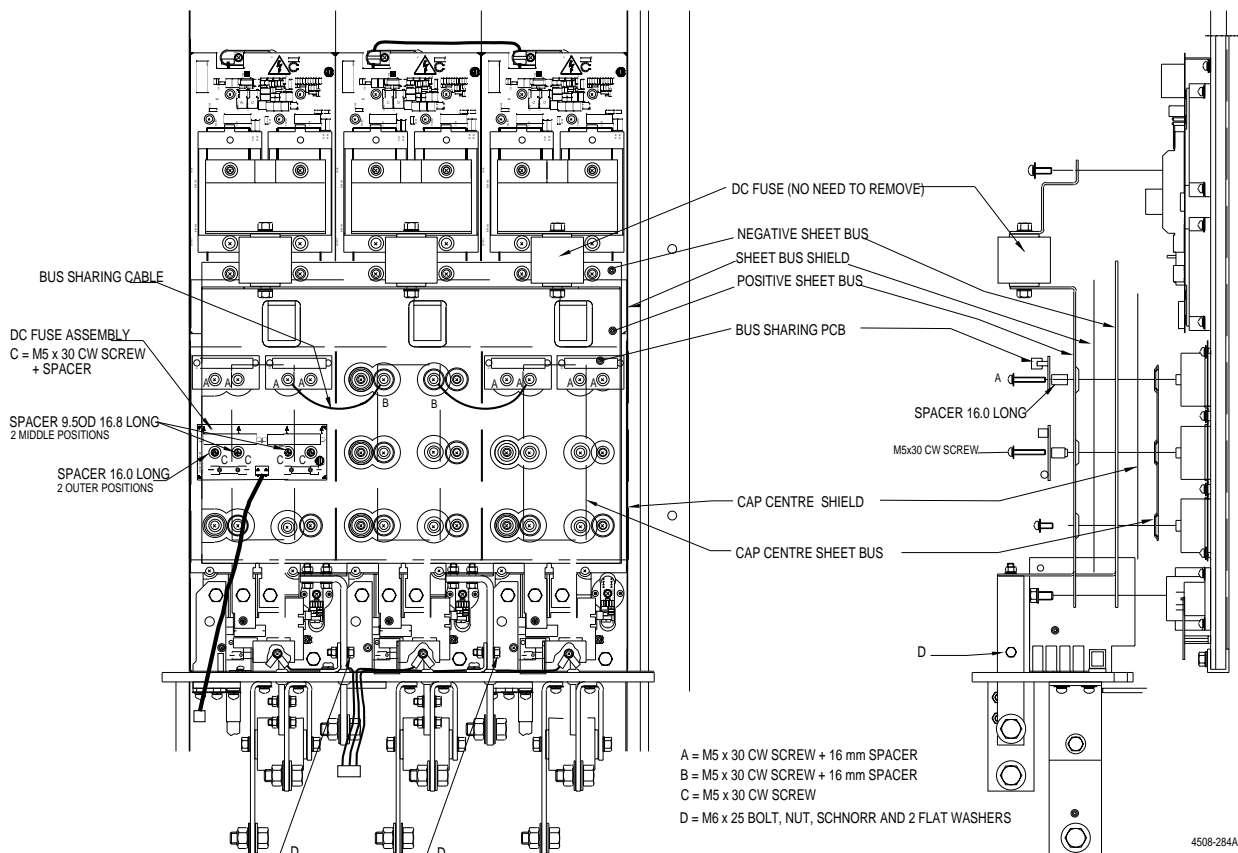 DC FUSE (NO NEED TO REMOVE)
NEGATIVE SHEET BUS
SHEET BUS SHIELD
POSITIVE SHEET BUS
BUS SHARING PCB
BUS SHARING CABLE
DC FUSE ASSEMBLY
C = M5 x 30 CW SCREW
+ SPACER
SPACER 9.5OD 16.8 LONG
2 MIDDLE POSITIONS
SPACER 16.0 LONG
2 OUTER POSITIONS
A A A A A A A A
B B
C C C C
A
SPACER 16.0 LONG
M5x30 CW SCREW
CAP CENTRE SHIELD
CAP CENTRE SHEET BUS
D
A = M5 x 30 CW SCREW + 16 mm SPACER
B = M5 x 30 CW SCREW + 16 mm SPACER
C = M5 x 30 CW SCREW
D = M6 x 25 BOLT, NUT, SCHNORR AND 2 FLAT WASHERS
D D
4508-284A